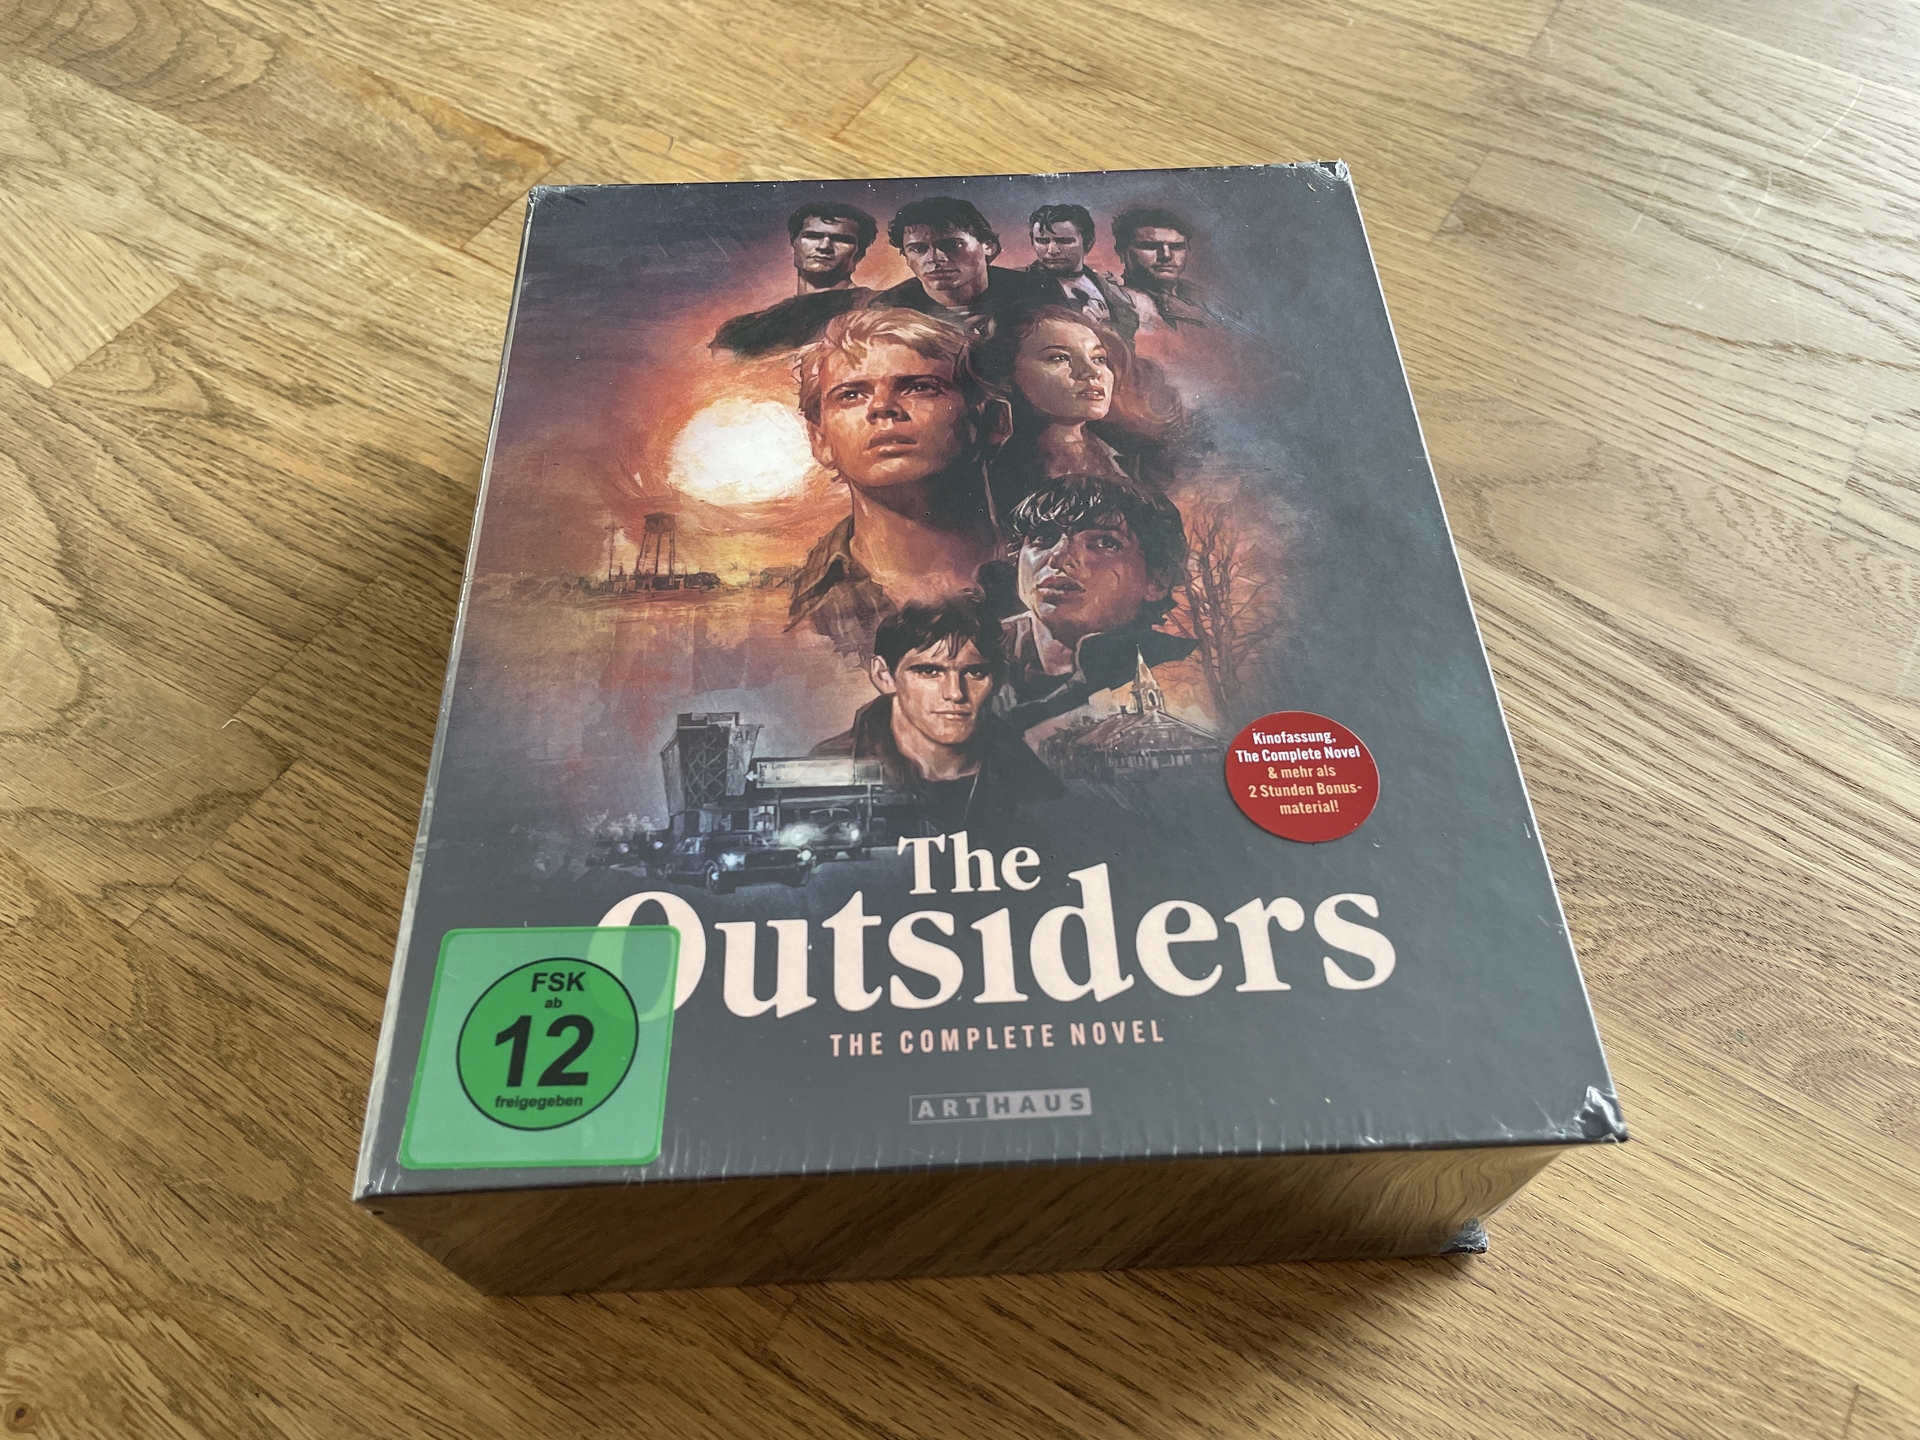 Kinofassung,
The Complete Novel
& mehr als
2 Stunden Bonus-
material!
The
Outsiders
THE COMPLETE NOVEL
ARTHAUS
FSK
ab
12
freigegeben